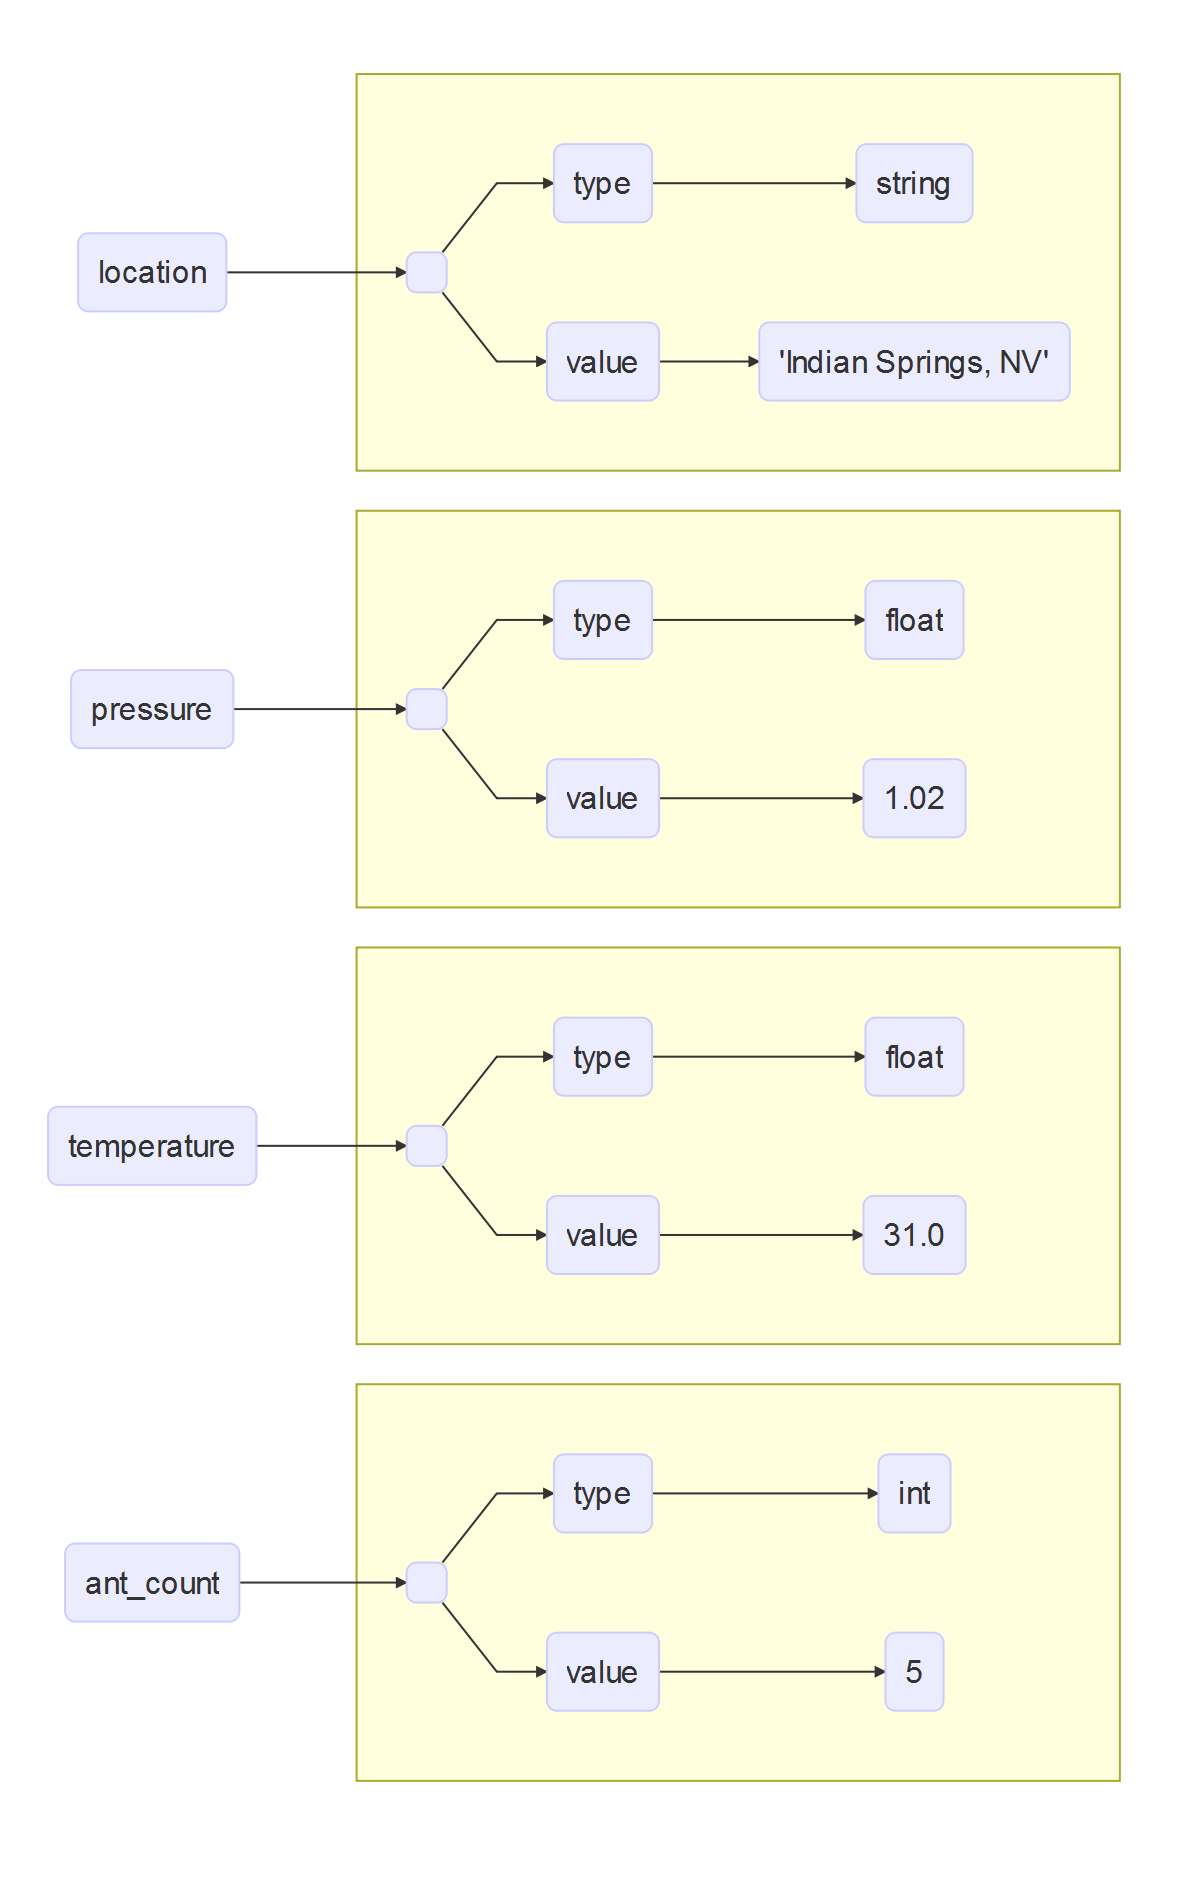 type
string
location
value
'Indian Springs, NV'
type
float
pressure
value
1.02
type
float
temperature
value
31.0
type
int
ant_count
value
5